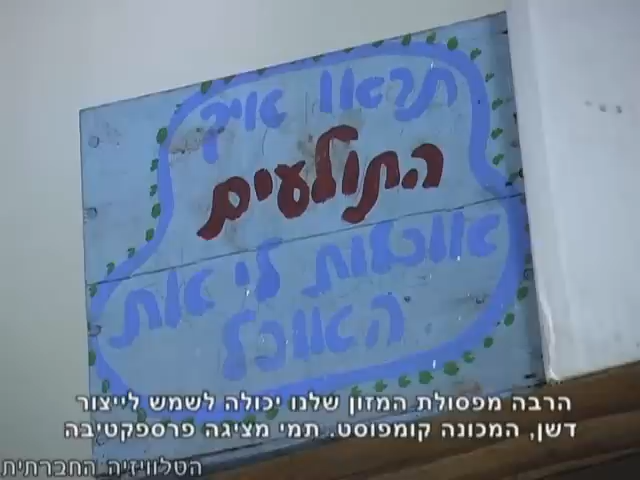 תראו איך
התולעים
אוכלות לי את
האוכל
הרבה מפסולת המזון שלנו יכולה לשמש לייצור
דשן, המכונה קומפוסט. תמי מציגה פרספקטיבה
הטלוויזיה החברתית